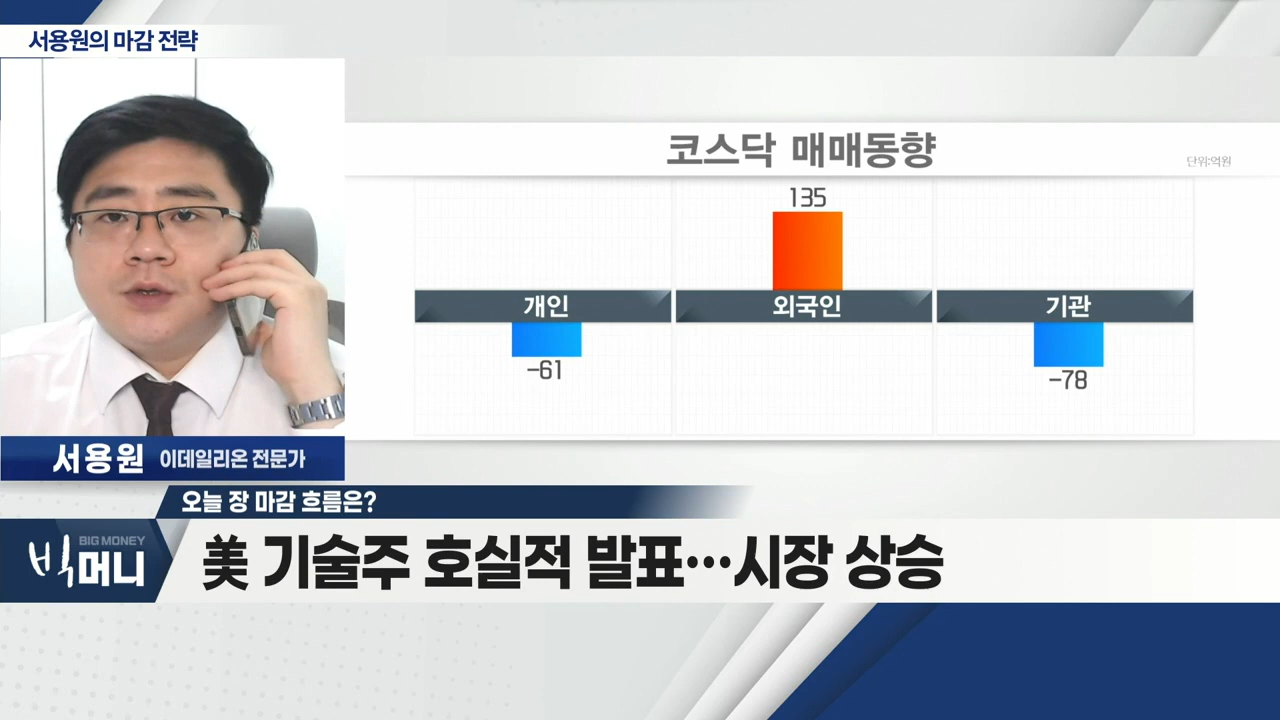 서용원의 마감 전략
코스닥 매매동향
단위:억원
135
개인
외국인
기관
-61
-78
서용원 이데일리온 전문가
오늘 장 마감 흐름은?
BIG MONEY
빅머니
美 기술주 호실적 발표…시장 상승